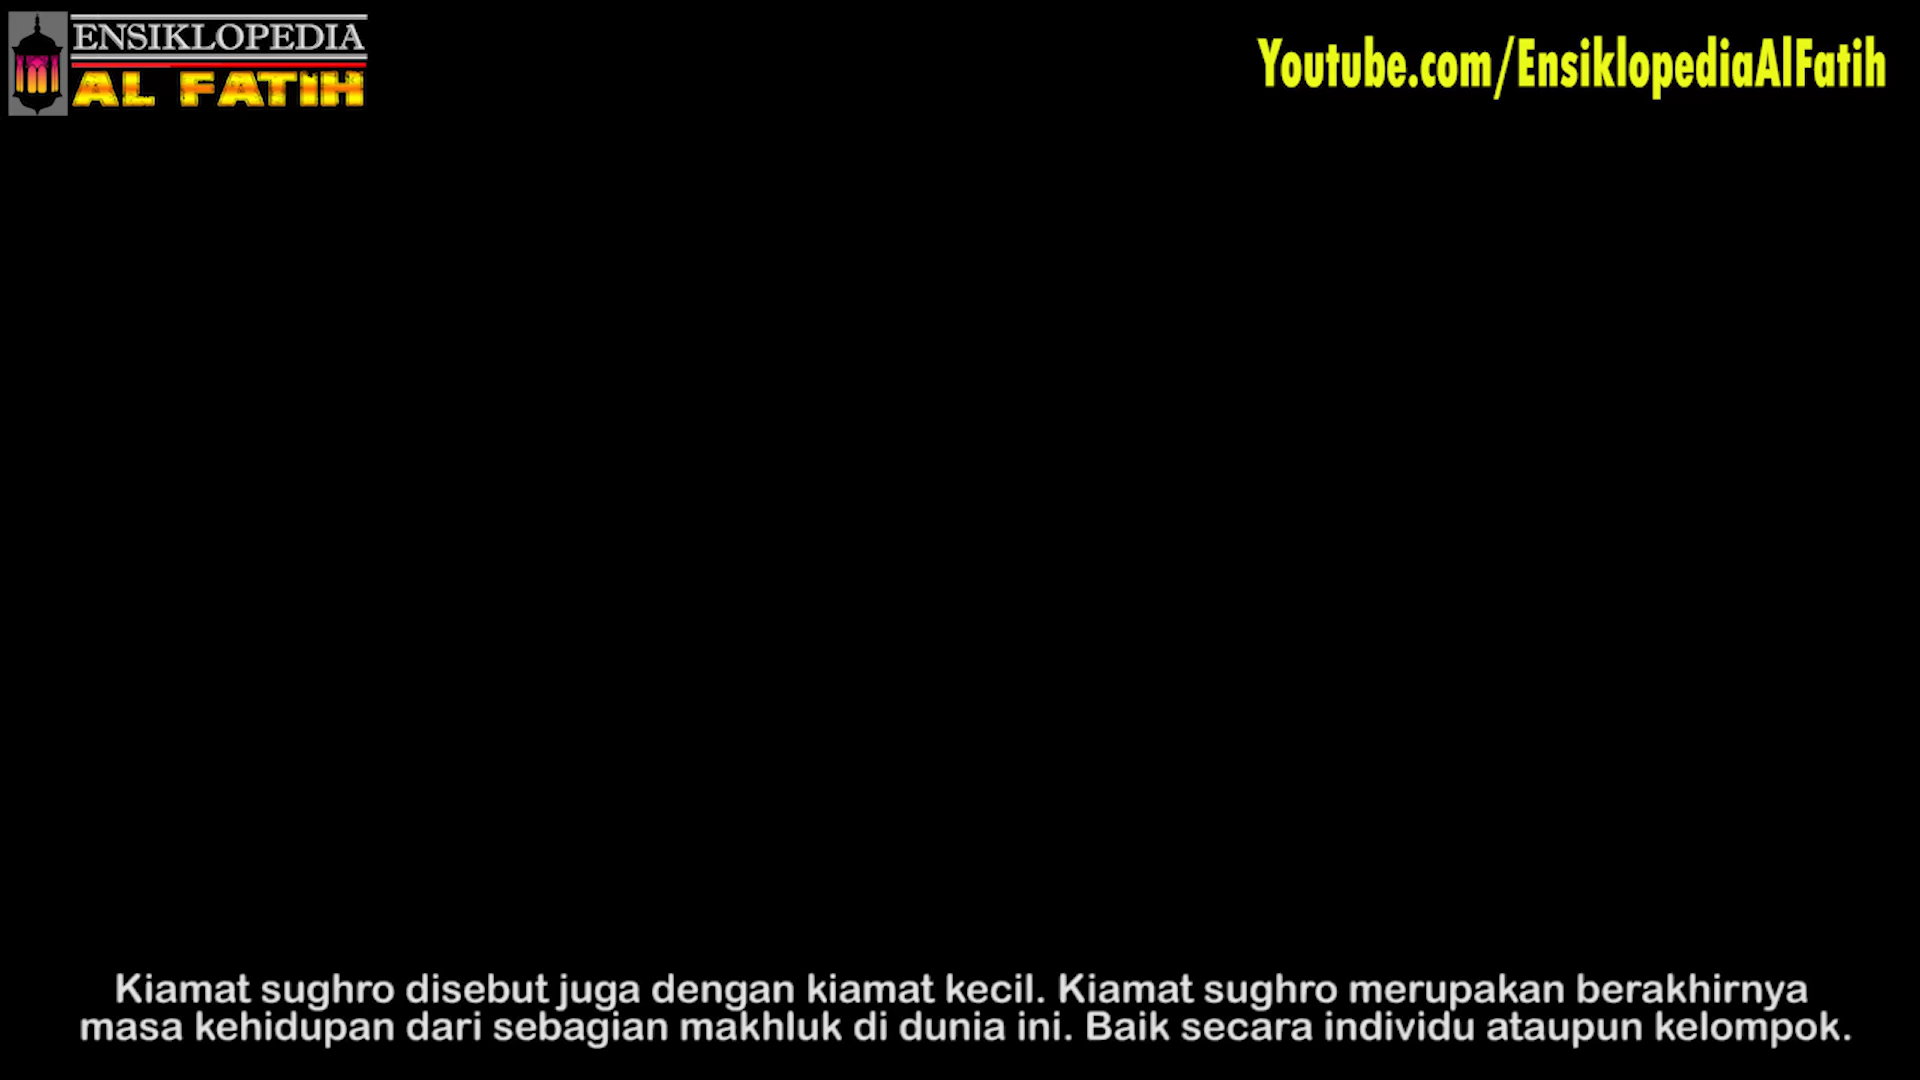 ENSIKLOPEDIA
AL FATIH
Youtube.com/EnsiklopediaAlFatih
Kiamat sughro disebut juga dengan kiamat kecil. Kiamat sughro merupakan berakhirnya
masa kehidupan dari sebagian makhluk di dunia ini. Baik secara individu ataupun kelompok.